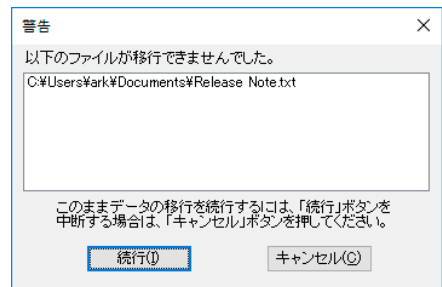 警告
以下のファイルが移行できませんでした。
C:¥Users¥ark¥Documents¥Release Note.txt
このままデータの移行を続行するには、「続行」ボタンを
中断する場合は、「キャンセル」ボタンを押してください。
続行(I)
キャンセル(C)